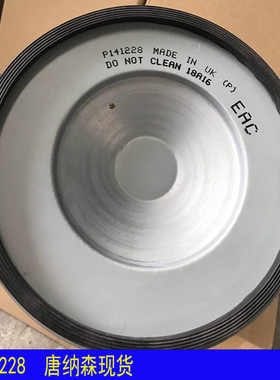 P141228 MADE IN UK (P)
DO NOT CLEAN 18A16
EAC
228 唐纳森现货